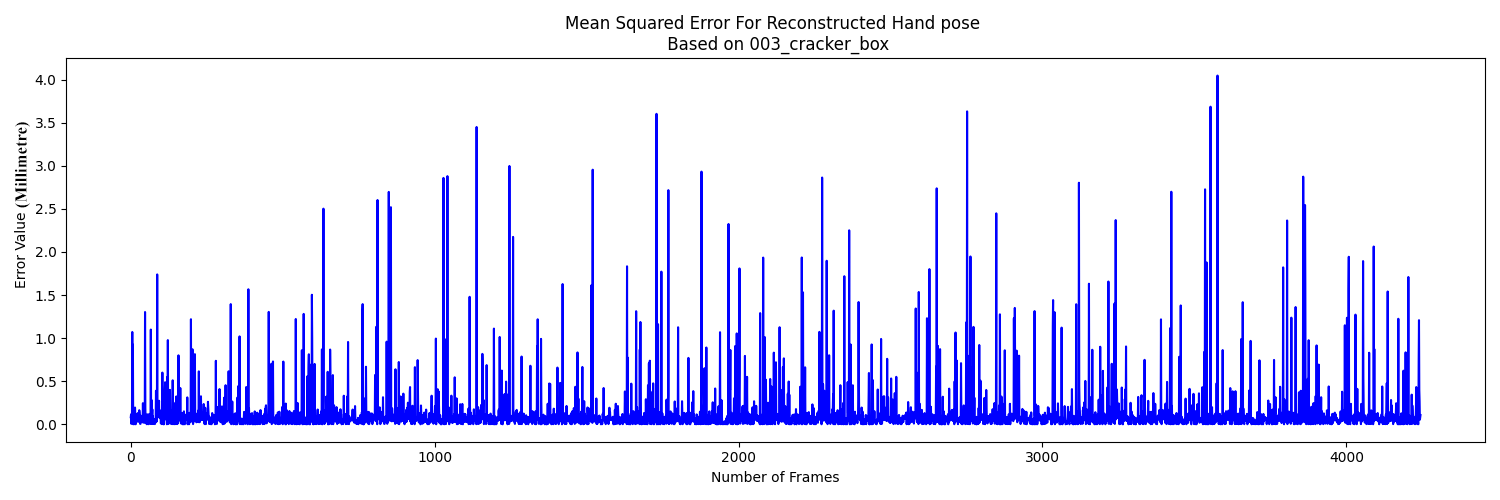 Mean Squared Error For Reconstructed Hand pose
Based on 003_cracker_box
Error Value (Millimetre)
4.0
3.5
3.0
2.5
2.0
1.5
1.0
0.5
0.0
0 1000 2000 3000 4000
Number of Frames